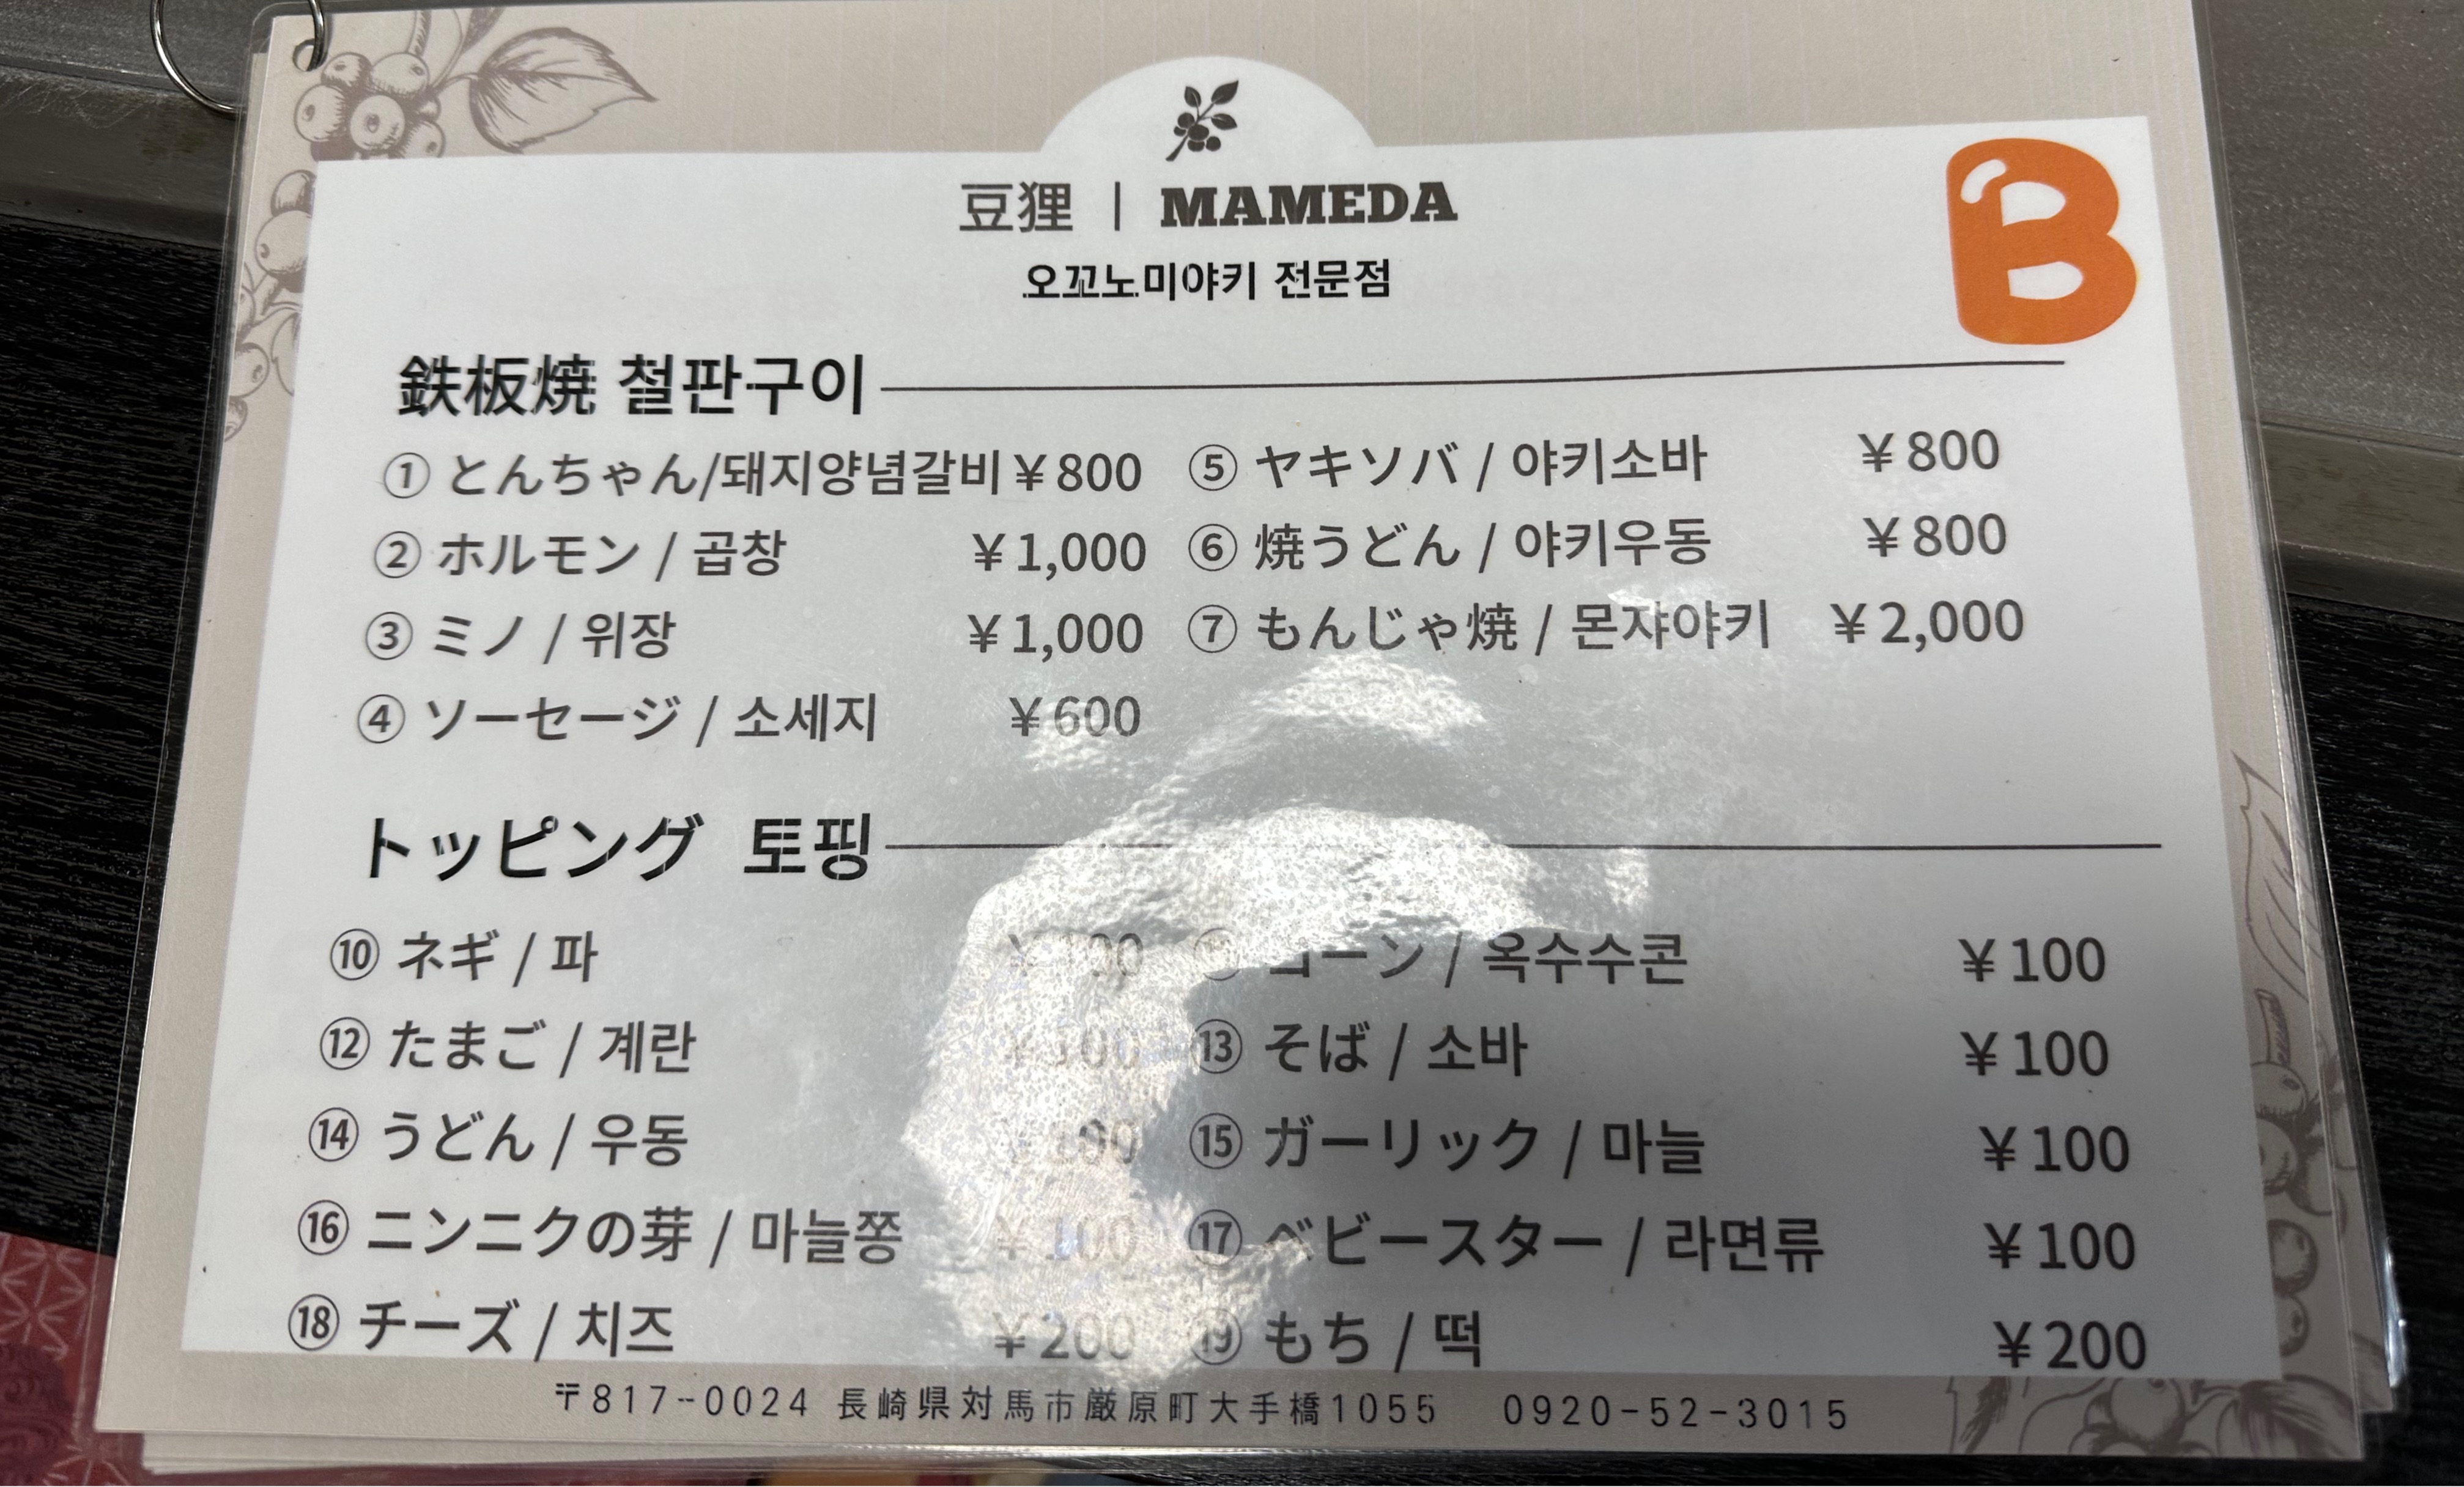 豆狸 | MAMEDA
오꼬노미야키 전문점
B
鉄板焼 철판구이
① とんちゃん/돼지양념갈비 ¥800
② ホルモン / 곱창 ¥1,000
③ ミノ / 위장 ¥1,000
④ ソーセージ / 소세지 ¥600
⑤ ヤキソバ / 야키소바 ¥800
⑥ 焼うどん / 야키우동 ¥800
⑦ もんじゃ焼 / 몬쟈야키 ¥2,000
トッピング 토핑
⑩ ネギ / 파
コーン / 옥수수콘 ¥100
⑫ たまご / 계란 ¥100
⑬ そば / 소바 ¥100
⑭ うどん / 우동 ¥100
⑮ ガーリック / 마늘 ¥100
⑯ ニンニクの芽 / 마늘쫑 ¥100
⑰ ベビースター / 라면류 ¥100
⑱ チーズ / 치즈 ¥200
⑲ もち / 떡 ¥200
〒817-0024 長崎県対馬市厳原町大手橋1055 0920-52-3015